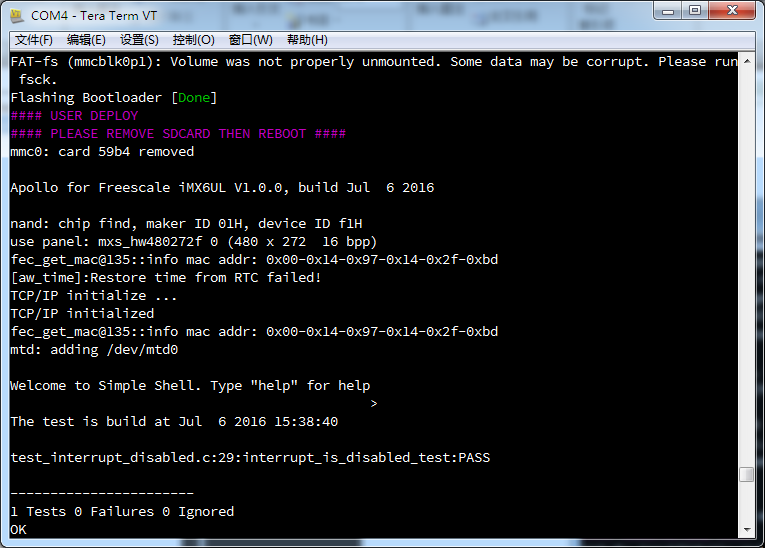 COM4 - Tera Term VT
文件(F) 编辑(E) 设置(S) 控制(O) 窗口(W) 帮助(H)
FAT-fs (mmcblk0p1): Volume was not properly unmounted. Some data may be corrupt. Please run
fsck.
Flashing Bootloader [Done]
#### USER DEPLOY
#### PLEASE REMOVE SDCARD THEN REBOOT ####
mmc0: card 59b4 removed
Apollo for Freescale iMX6UL V1.0.0, build Jul  6 2016
nand: chip find, maker ID 01H, device ID f1H
use panel: mxs_hw480272f 0 (480 x 272  16 bpp)
fec_get_mac@135::info mac addr: 0x00-0x14-0x97-0x14-0x2f-0xbd
[aw_time]:Restore time from RTC failed!
TCP/IP initialize ...
TCP/IP initialized
fec_get_mac@135::info mac addr: 0x00-0x14-0x97-0x14-0x2f-0xbd
mtd: adding /dev/mtd0
Welcome to Simple Shell. Type "help" for help
>
The test is build at Jul  6 2016 15:38:40
test_interrupt_disabled.c:29:interrupt_is_disabled_test:PASS
-----------------------
1 Tests 0 Failures 0 Ignored
OK